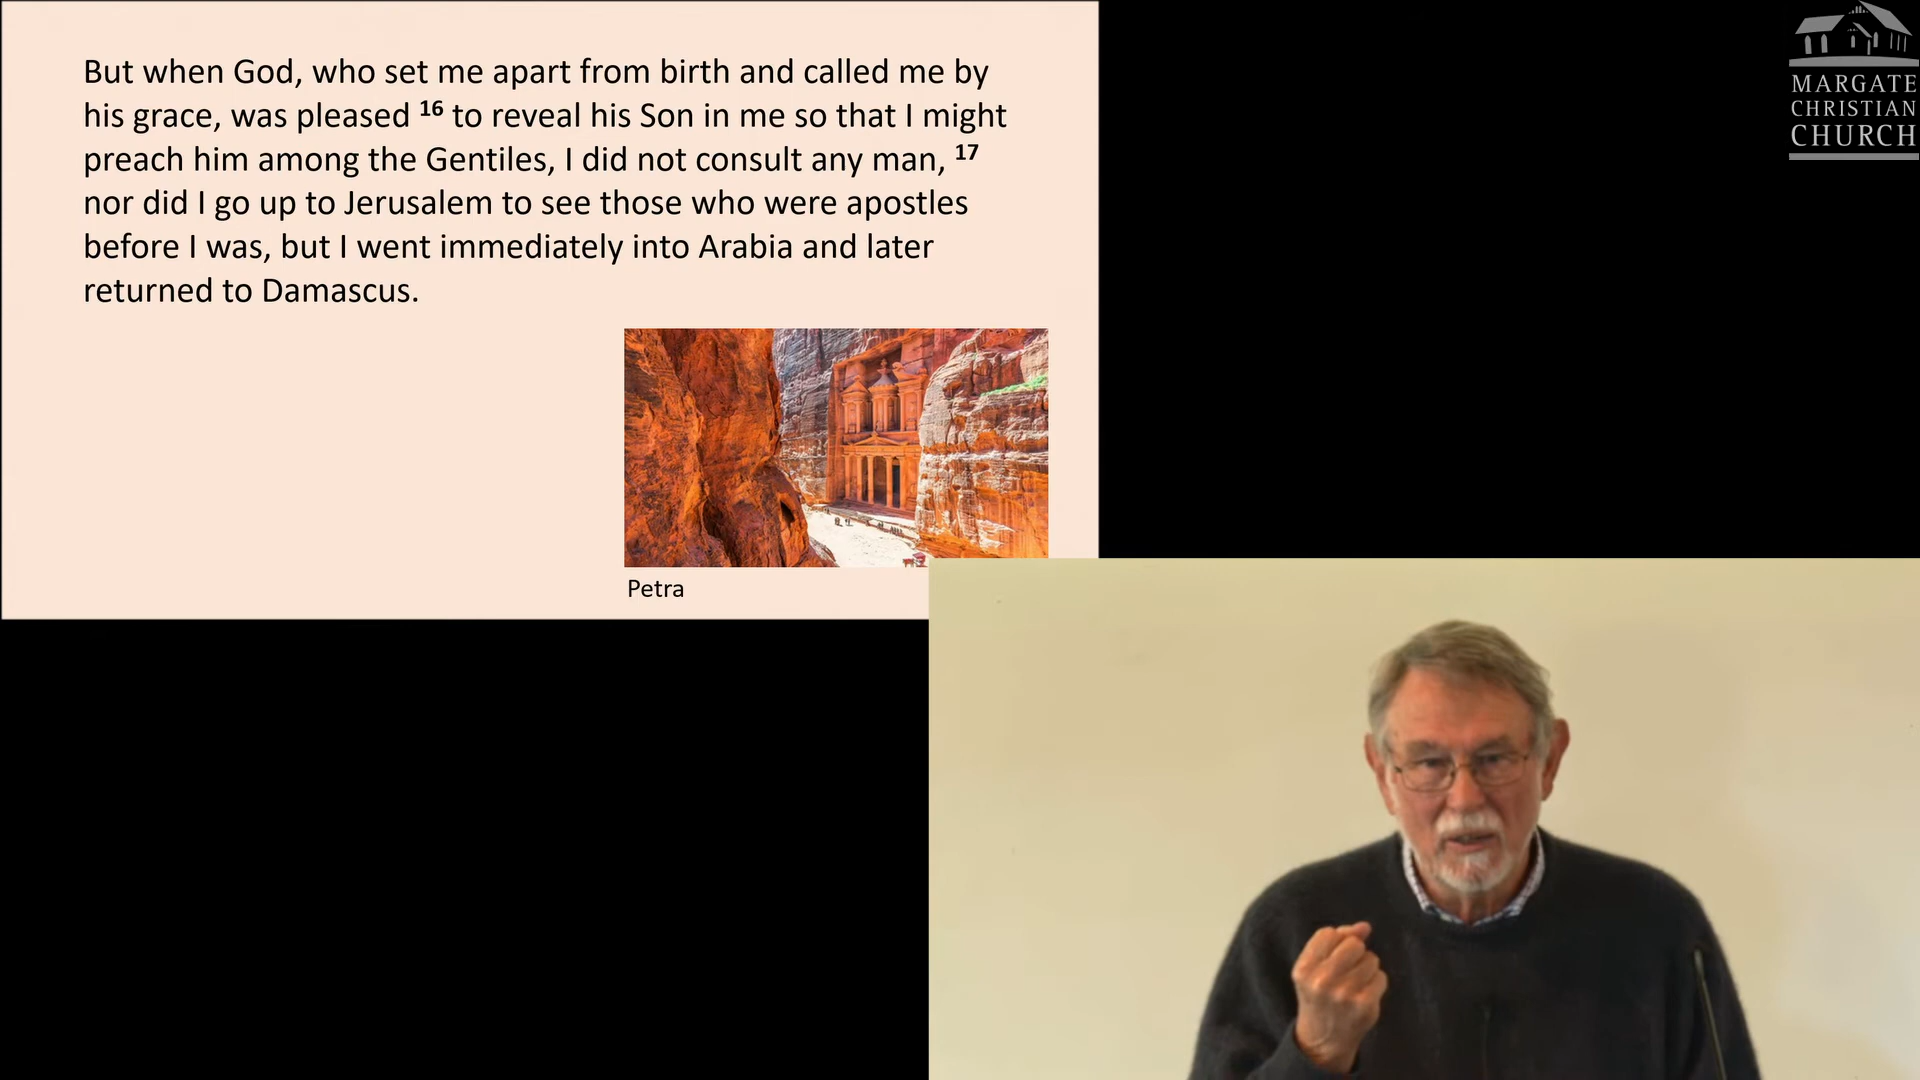 But when God, who set me apart from birth and called me by
his grace, was pleased 16 to reveal his Son in me so that I might
preach him among the Gentiles, I did not consult any man, 17
nor did I go up to Jerusalem to see those who were apostles
before I was, but I went immediately into Arabia and later
returned to Damascus.
Petra
MARGATE
CHRISTIAN
CHURCH